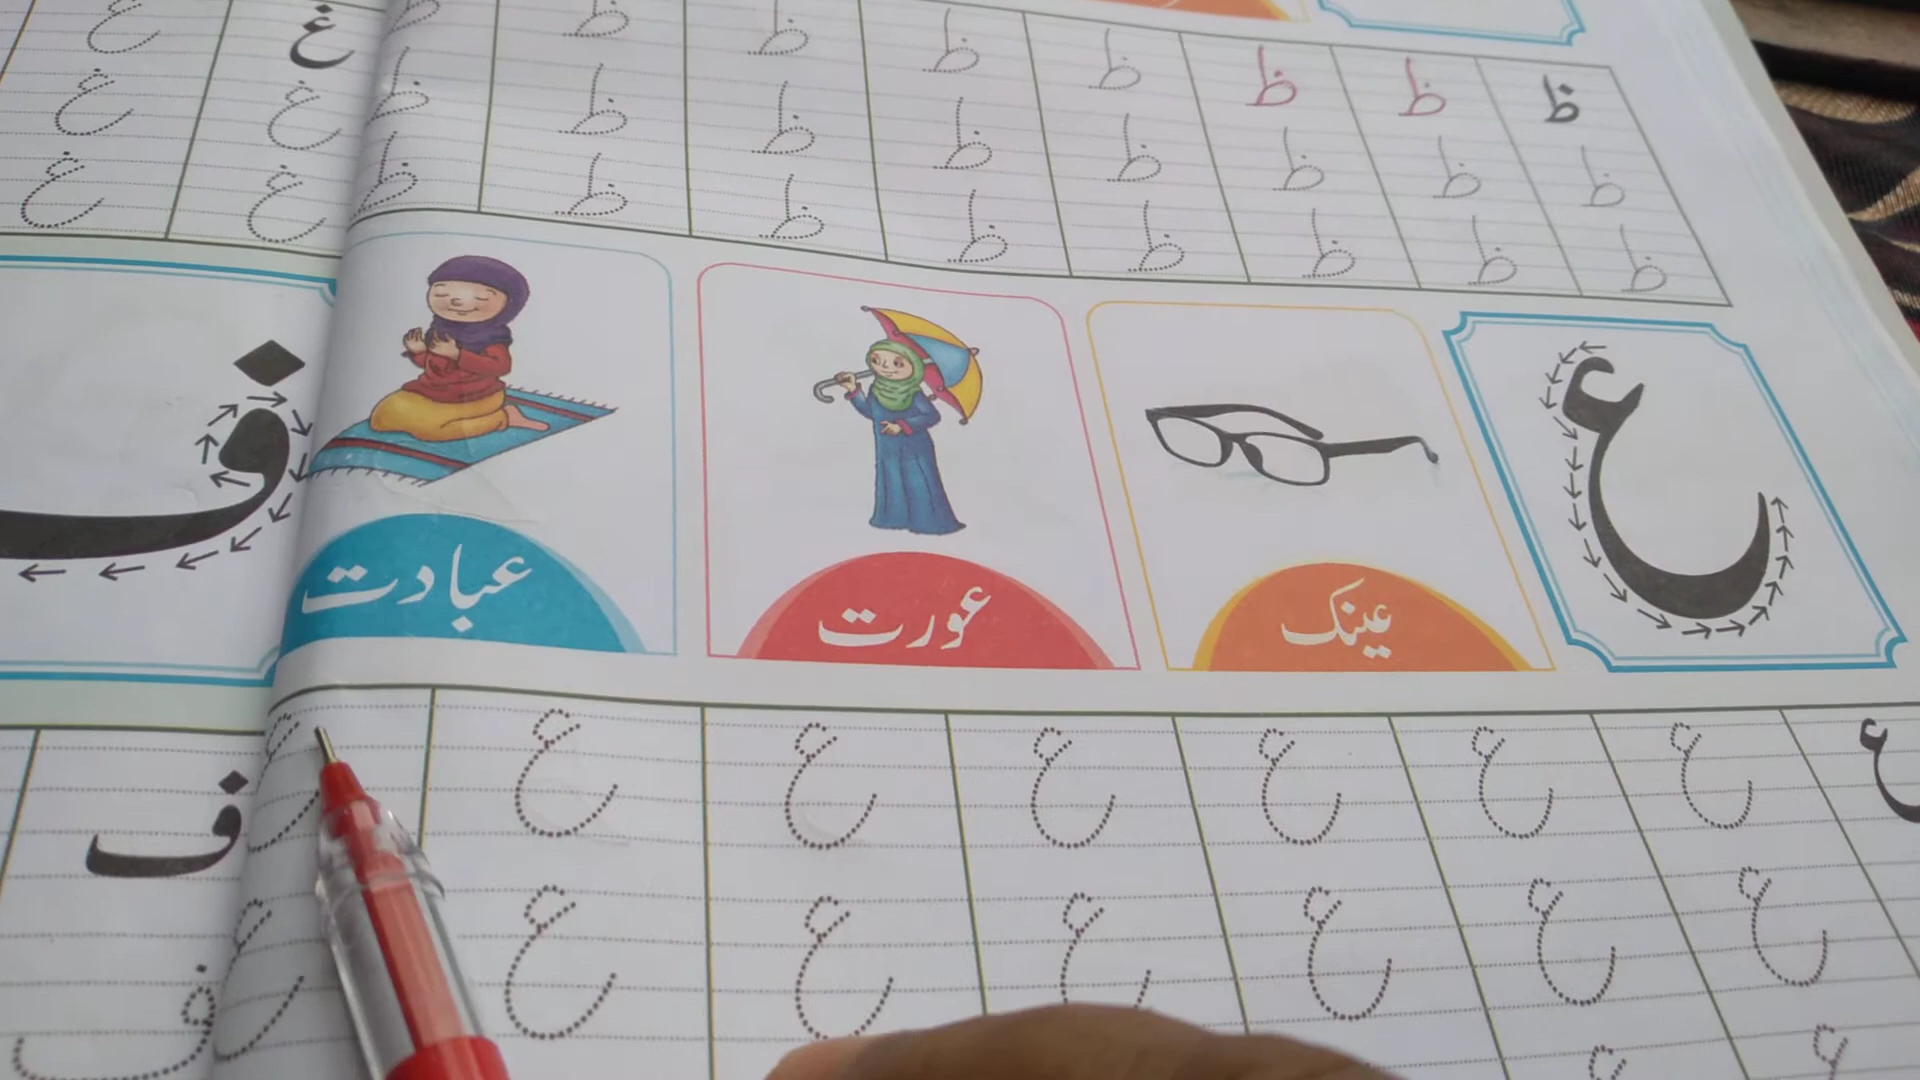 غ غ
غ غ
غ غ
ظ ظ ظ ظ ظ ظ ظ ظ
ظ ظ ظ ظ ظ ظ ظ ظ
ظ ظ ظ ظ ظ ظ ظ ظ
ع
عینک
عورت
عبادت
ف
ع ع ع ع ع ع ع ع
ع ع ع ع ع ع ع
ع ع
ف
ف